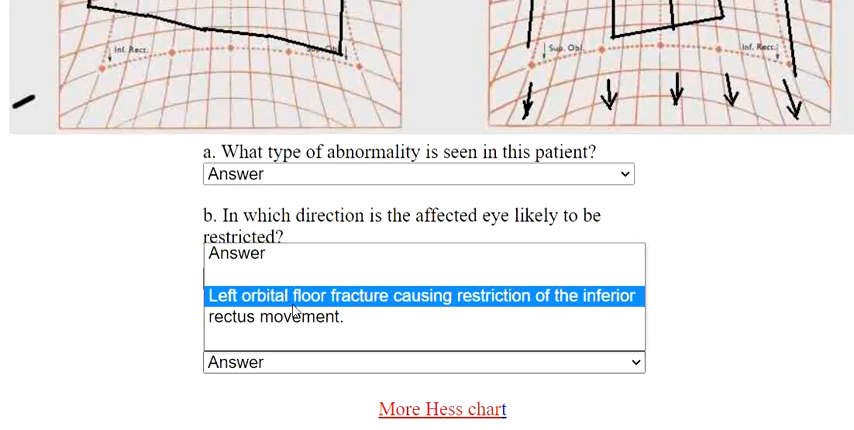 Inf. Rect.
Sup. Obl.
Sup. Obl.
Inf. Rect.
a. What type of abnormality is seen in this patient?
Answer
b. In which direction is the affected eye likely to be
restricted?
Answer
Left orbital floor fracture causing restriction of the inferior
rectus movement.
Answer
More Hess chart